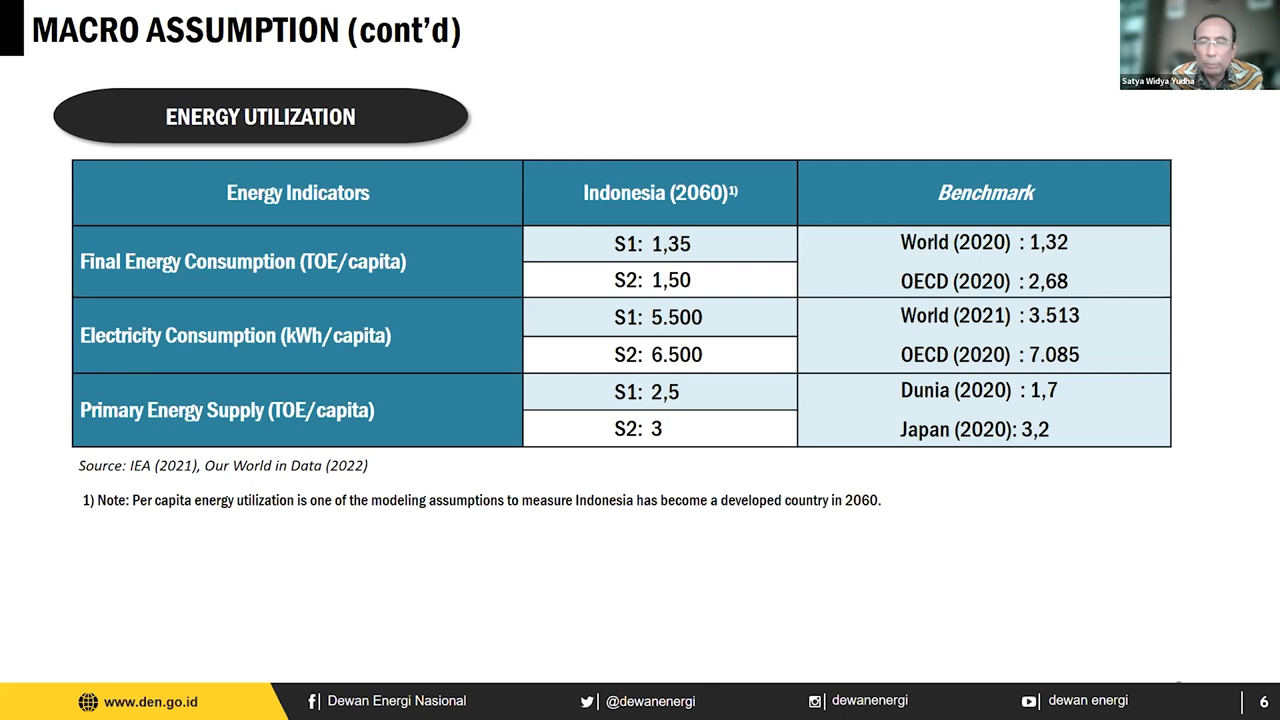 MACRO ASSUMPTION (cont’d)
Satya Widya Yudha
ENERGY UTILIZATION
Energy Indicators
Indonesia (2060)1)
Benchmark
Final Energy Consumption (TOE/capita)
S1: 1,35
S2: 1,50
World (2020) : 1,32
OECD (2020) : 2,68
Electricity Consumption (kWh/capita)
S1: 5.500
S2: 6.500
World (2021) : 3.513
OECD (2020) : 7.085
Primary Energy Supply (TOE/capita)
S1: 2,5
S2: 3
Dunia (2020) : 1,7
Japan (2020): 3,2
Source: IEA (2021), Our World in Data (2022)
1) Note: Per capita energy utilization is one of the modeling assumptions to measure Indonesia has become a developed country in 2060.
www.den.go.id
Dewan Energi Nasional
@dewanenergi
dewanenergi
dewan energi
6